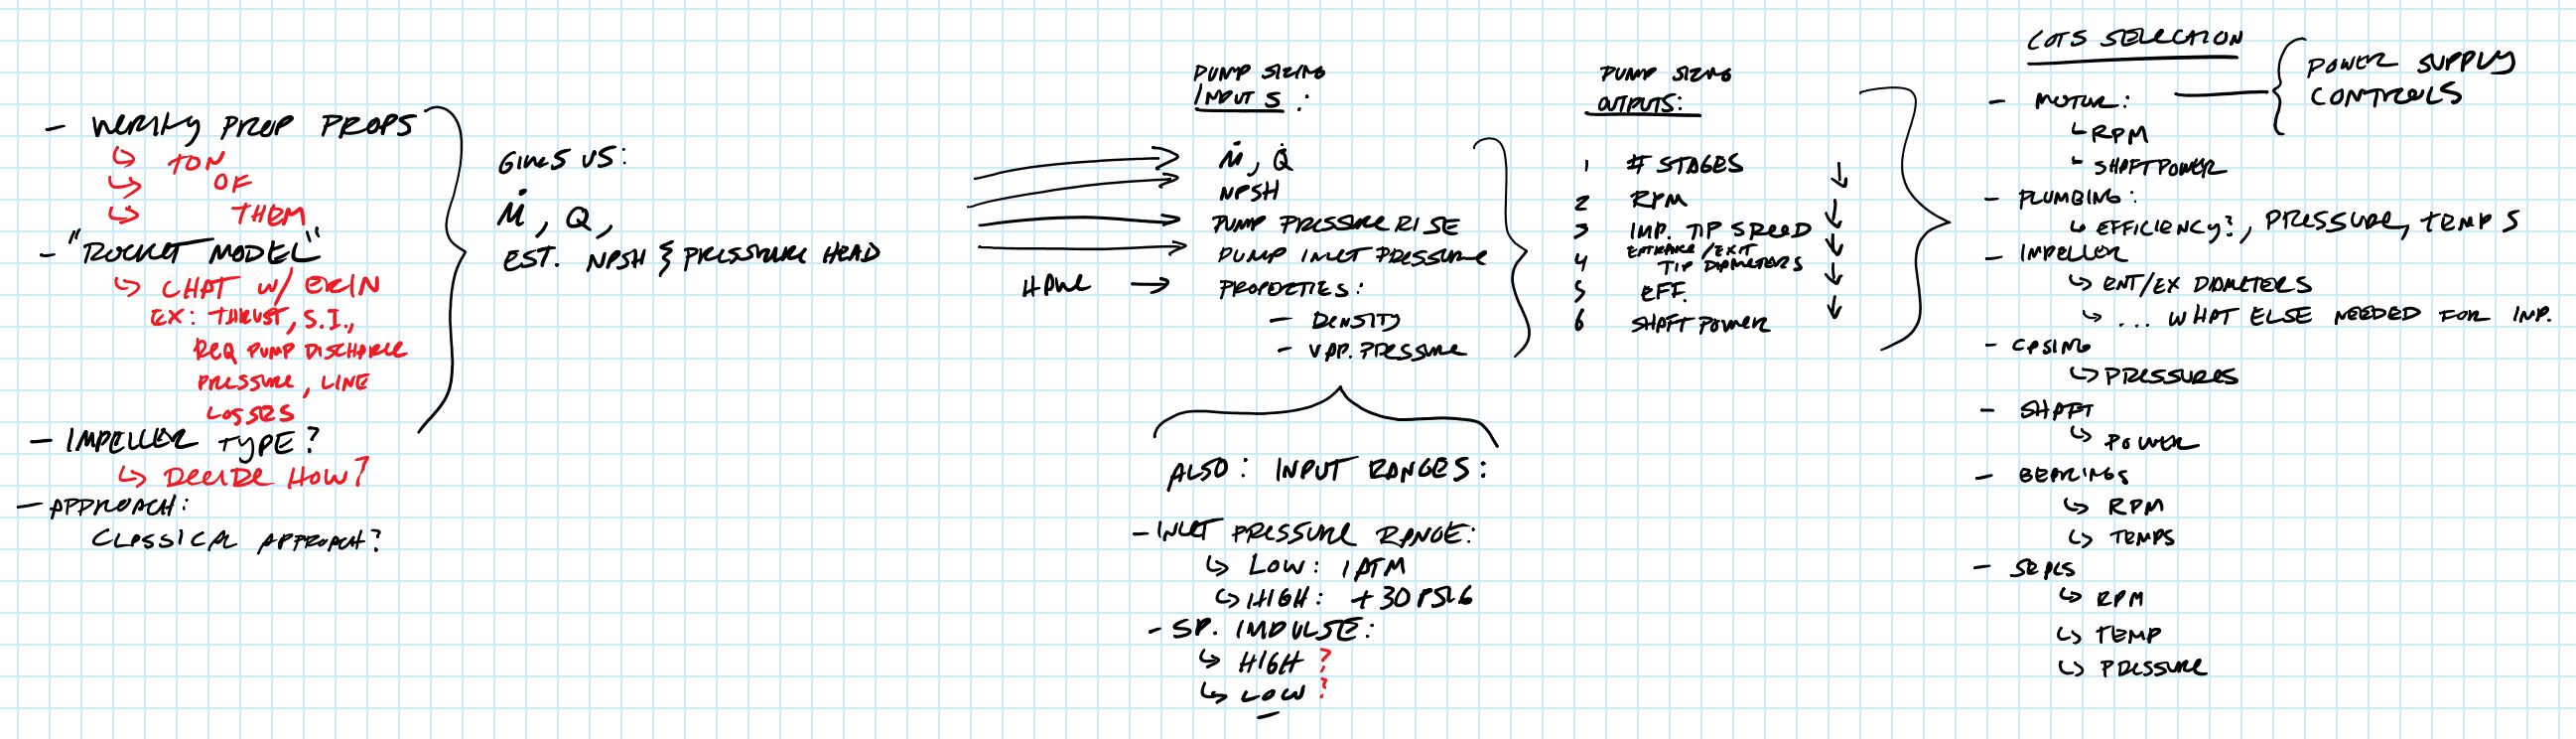 - VERIFY PROP PROPS
↳ TON
↳ OF
↳ THEM
- "ROCKET MODEL"
↳ CHAT W/ ERIN
EX: THRUST, S.I.,
REQ PUMP DISCHARGE
PRESSURE, LINE
LOSSES
- IMPELLER TYPE?
↳ DECIDE HOW?
- APPROACH:
CLASSICAL APPROACH?
GIVES US:
Ṁ, Q,
EST. NPSH } PRESSURE HEAD
HAVE →
PUMP SIZING
INPUTS:
Ṁ, Q̇
NPSH
PUMP PRESSURE RISE
PUMP INLET PRESSURE
PROPERTIES:
- DENSITY
- VAP. PRESSURE
ALSO: INPUT RANGES:
- INLET PRESSURE RANGE:
↳ LOW: 1 ATM
↳ HIGH: +30 PSIG
- SP. IMPULSE:
↳ HIGH ?
↳ LOW ?
PUMP SIZING
OUTPUTS:
1 # STAGES ↓
2 RPM ↓
3 IMP. TIP SPEED ↓
4 ENTRANCE/EXIT
TIP DIAMETERS ↓
5 EFF. ↓
6 SHAFT POWER
COTS SELECTION
- MOTOR:
↳ RPM
↳ SHAFT POWER
POWER SUPPLY
CONTROLS
- PLUMBING:
↳ EFFICIENCY?, PRESSURE, TEMPS
- IMPELLER
↳ ENT/EX DIAMETERS
↳ ... WHAT ELSE NEEDED FOR IMP.
- CASING
↳ PRESSURES
- SHAFT
↳ POWER
- BEARINGS
↳ RPM
↳ TEMPS
- SEALS
↳ RPM
↳ TEMP
↳ PRESSURE